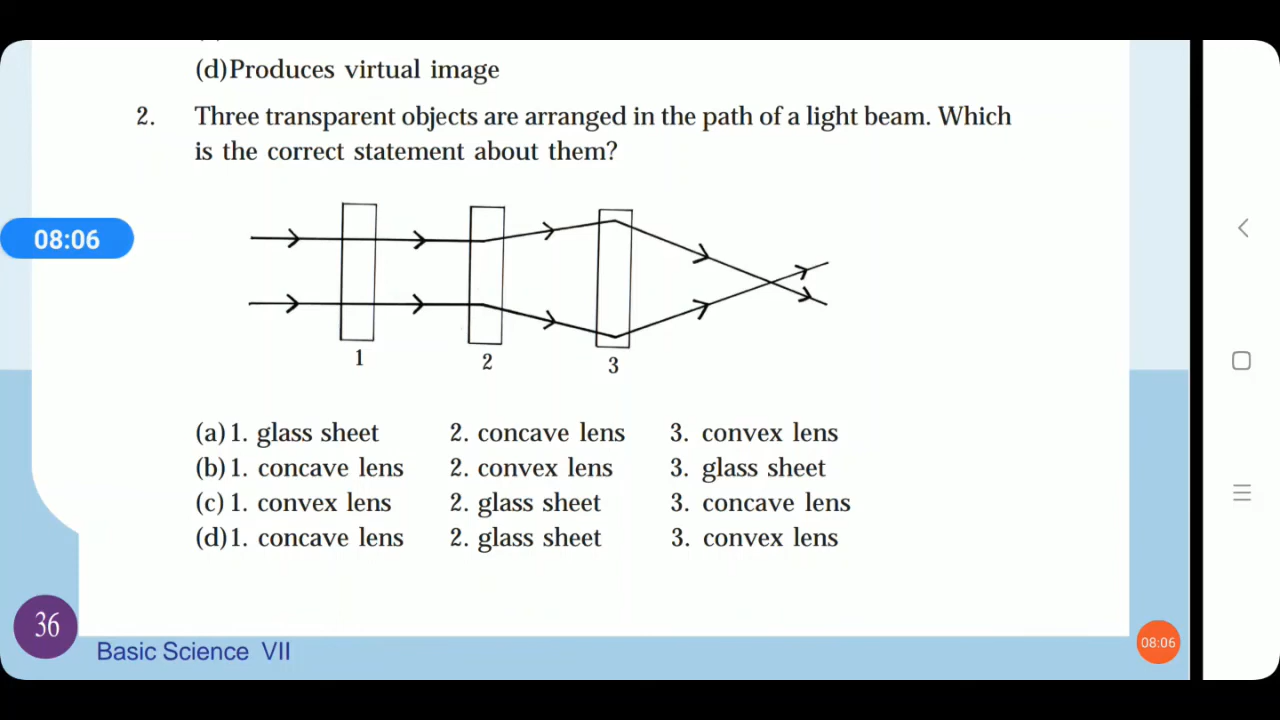 (d)Produces virtual image
2. Three transparent objects are arranged in the path of a light beam. Which
is the correct statement about them?
08:06
1 2 3
(a) 1. glass sheet 2. concave lens 3. convex lens
(b) 1. concave lens 2. convex lens 3. glass sheet
(c) 1. convex lens 2. glass sheet 3. concave lens
(d) 1. concave lens 2. glass sheet 3. convex lens
36
Basic Science VII
08:06